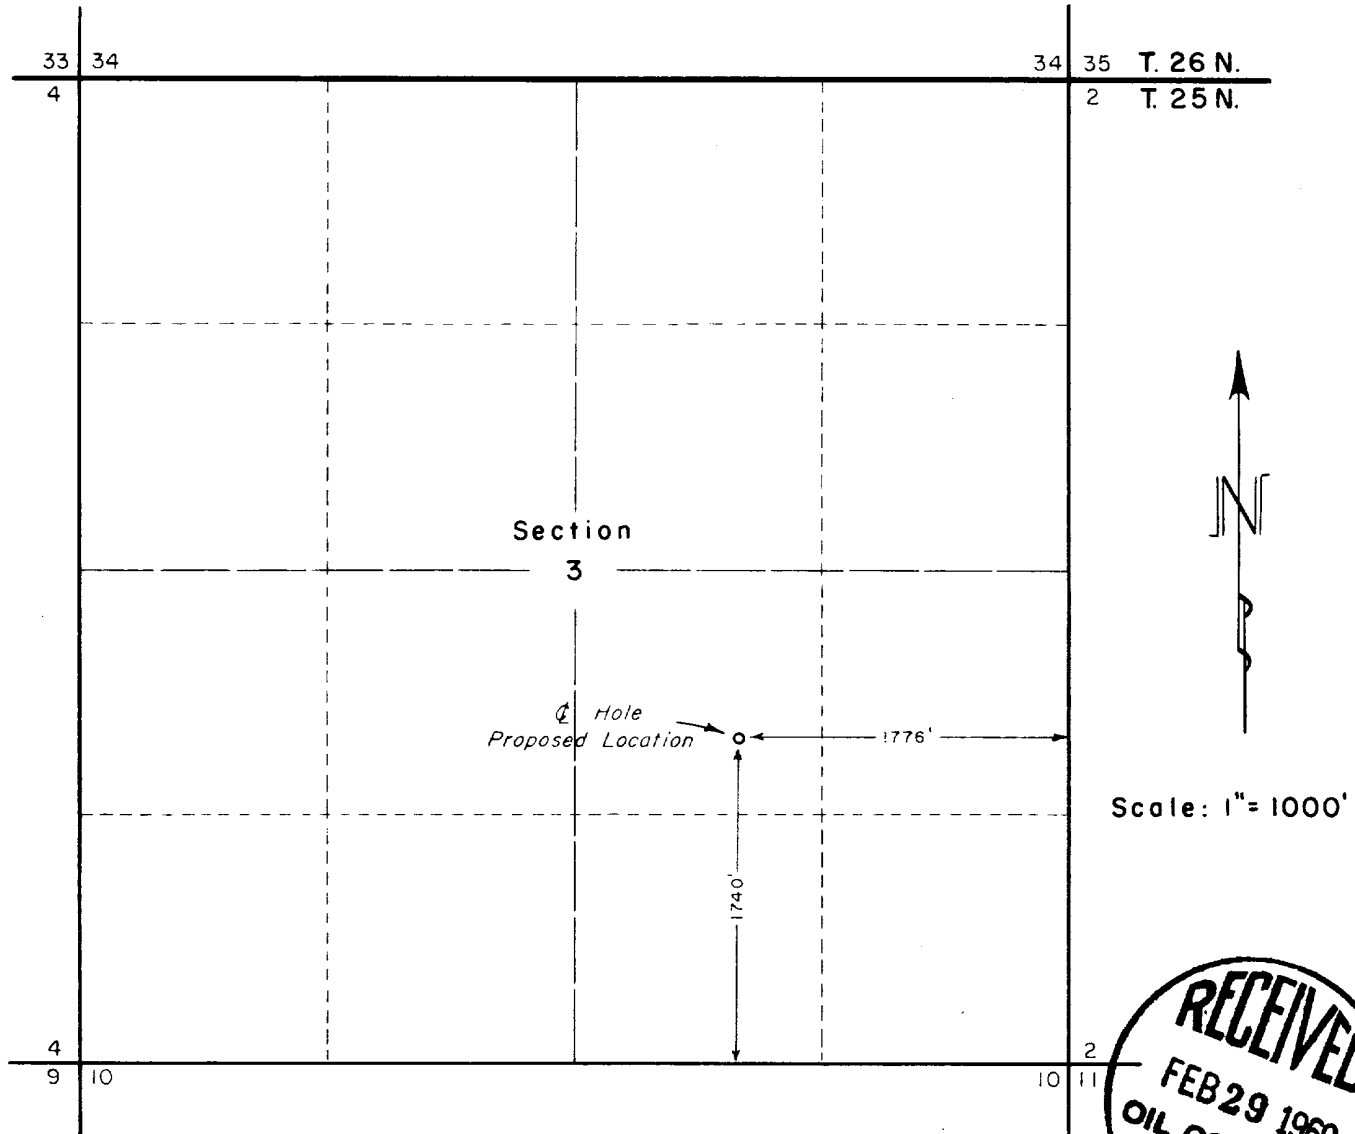 33 34
34 35 T. 26 N.
4
2 T. 25 N.
N
Section
3
℄ Hole
Proposed Location
1776'
Scale: 1"= 1000'
1740'
4
2
9 10
10 11
RECEIVED
FEB 29 1960
OIL